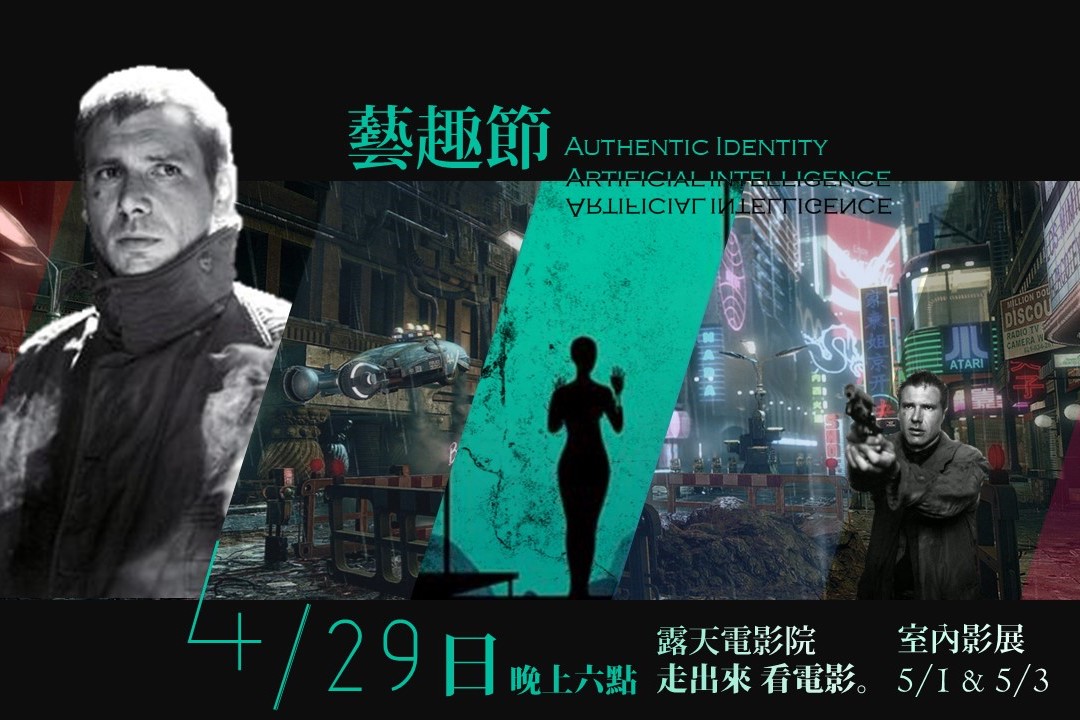 藝趣節
AUTHENTIC IDENTITY
ARTIFICIAL INTELLIGENCE
ARTIFICIAL INTELLIGENCE
ATARI
DISCOU
4/29日 晚上六點
露天電影院
走出來 看電影。
室內影展
5/1 & 5/3